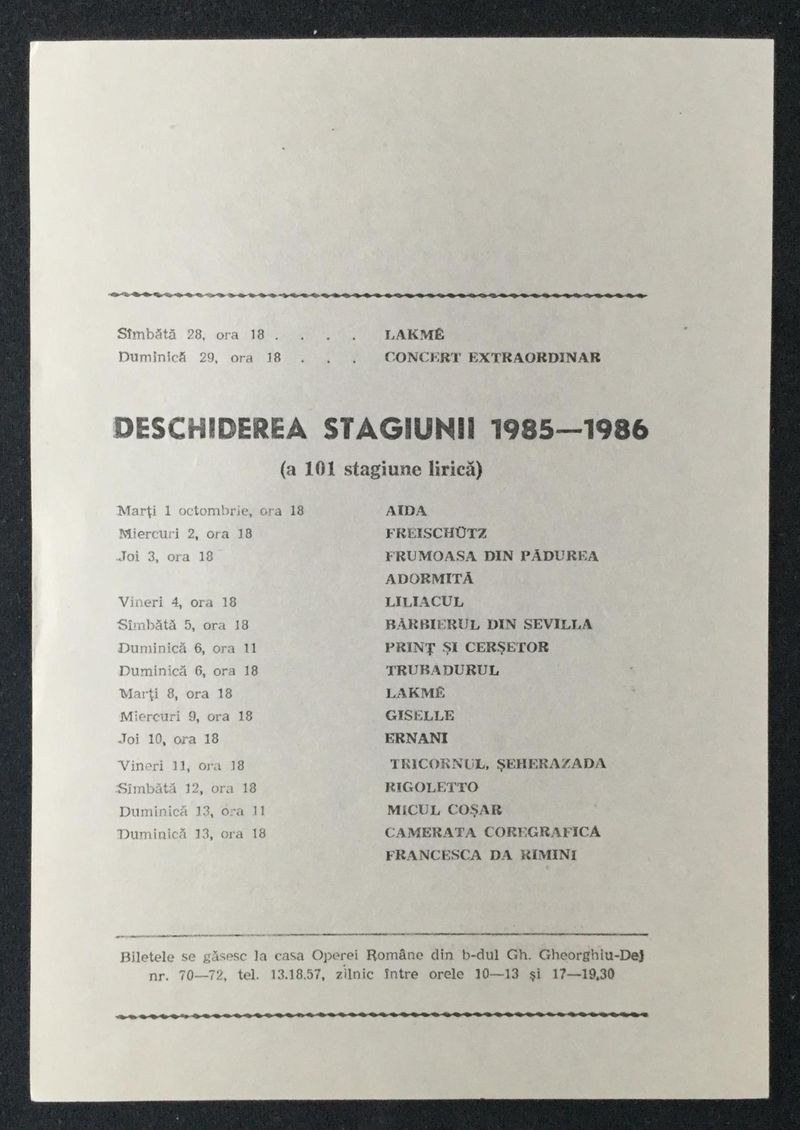 Sîmbătă 28, ora 18 . . . . LAKMÉ
Duminică 29, ora 18 . . . CONCERT EXTRAORDINAR
DESCHIDEREA STAGIUNII 1985—1986
(a 101 stagiune lirică)
Marţi 1 octombrie, ora 18 AIDA
Miercuri 2, ora 18 FREISCHÜTZ
Joi 3, ora 18 FRUMOASA DIN PĂDUREA
ADORMITĂ
Vineri 4, ora 18 LILIACUL
Sîmbătă 5, ora 18 BĂRBIERUL DIN SEVILLA
Duminică 6, ora 11 PRINŢ ŞI CERŞETOR
Duminică 6, ora 18 TRUBADURUL
Marţi 8, ora 18 LAKMÉ
Miercuri 9, ora 18 GISELLE
Joi 10, ora 18 ERNANI
Vineri 11, ora 18 TRICORNUL, ŞEHERAZADA
Sîmbătă 12, ora 18 RIGOLETTO
Duminică 13, ora 11 MICUL COŞAR
Duminică 13, ora 18 CAMERATA COREGRAFICĂ
FRANCESCA DA RIMINI
Biletele se găsesc la casa Operei Române din b-dul Gh. Gheorghiu-Dej
nr. 70—72, tel. 13.18.57, zilnic între orele 10—13 şi 17—19,30